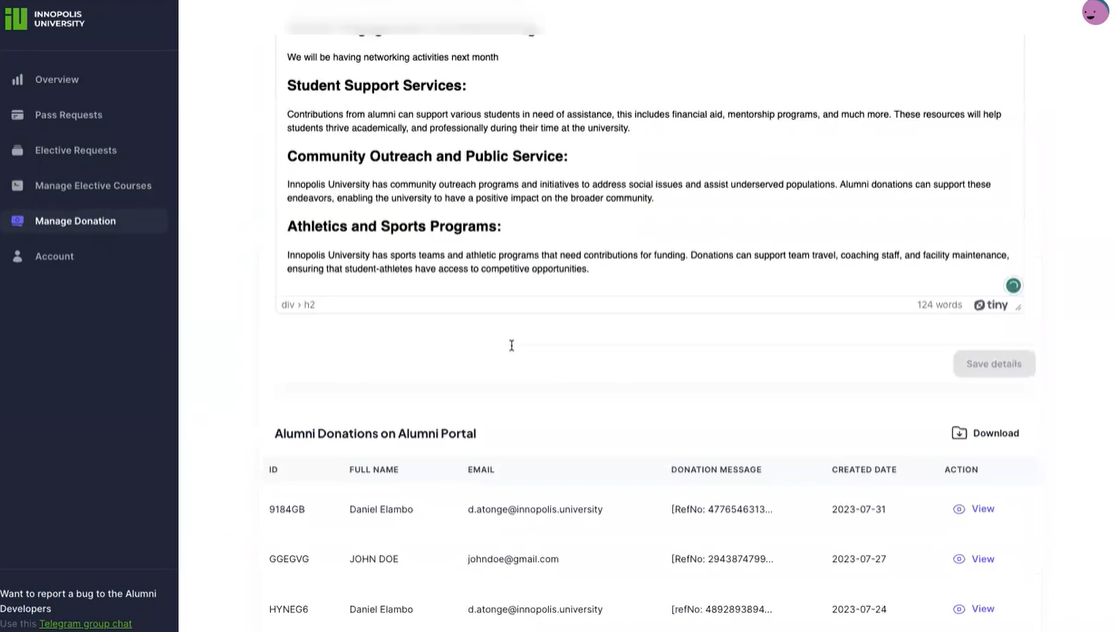 INNOPOLIS
UNIVERSITY
Overview
Pass Requests
Elective Requests
Manage Elective Courses
Manage Donation
Account
Want to report a bug to the Alumni
Developers
Use this Telegram group chat
We will be having networking activities next month
Student Support Services:
Contributions from alumni can support various students in need of assistance, this includes financial aid, mentorship programs, and much more. These resources will help
students thrive academically, and professionally during their time at the university.
Community Outreach and Public Service:
Innopolis University has community outreach programs and initiatives to address social issues and assist underserved populations. Alumni donations can support these
endeavors, enabling the university to have a positive impact on the broader community.
Athletics and Sports Programs:
Innopolis University has sports teams and athletic programs that need contributions for funding. Donations can support team travel, coaching staff, and facility maintenance,
ensuring that student-athletes have access to competitive opportunities.
div › h2 124 words tiny
Save details
Alumni Donations on Alumni Portal Download
ID FULL NAME EMAIL DONATION MESSAGE CREATED DATE ACTION
9184GB Daniel Elambo d.atonge@innopolis.university [RefNo: 4776546313... 2023-07-31 View
GGEGVG JOHN DOE johndoe@gmail.com [RefNo: 2943874799... 2023-07-27 View
HYNEG6 Daniel Elambo d.atonge@innopolis.university [refNo: 4892893894... 2023-07-24 View